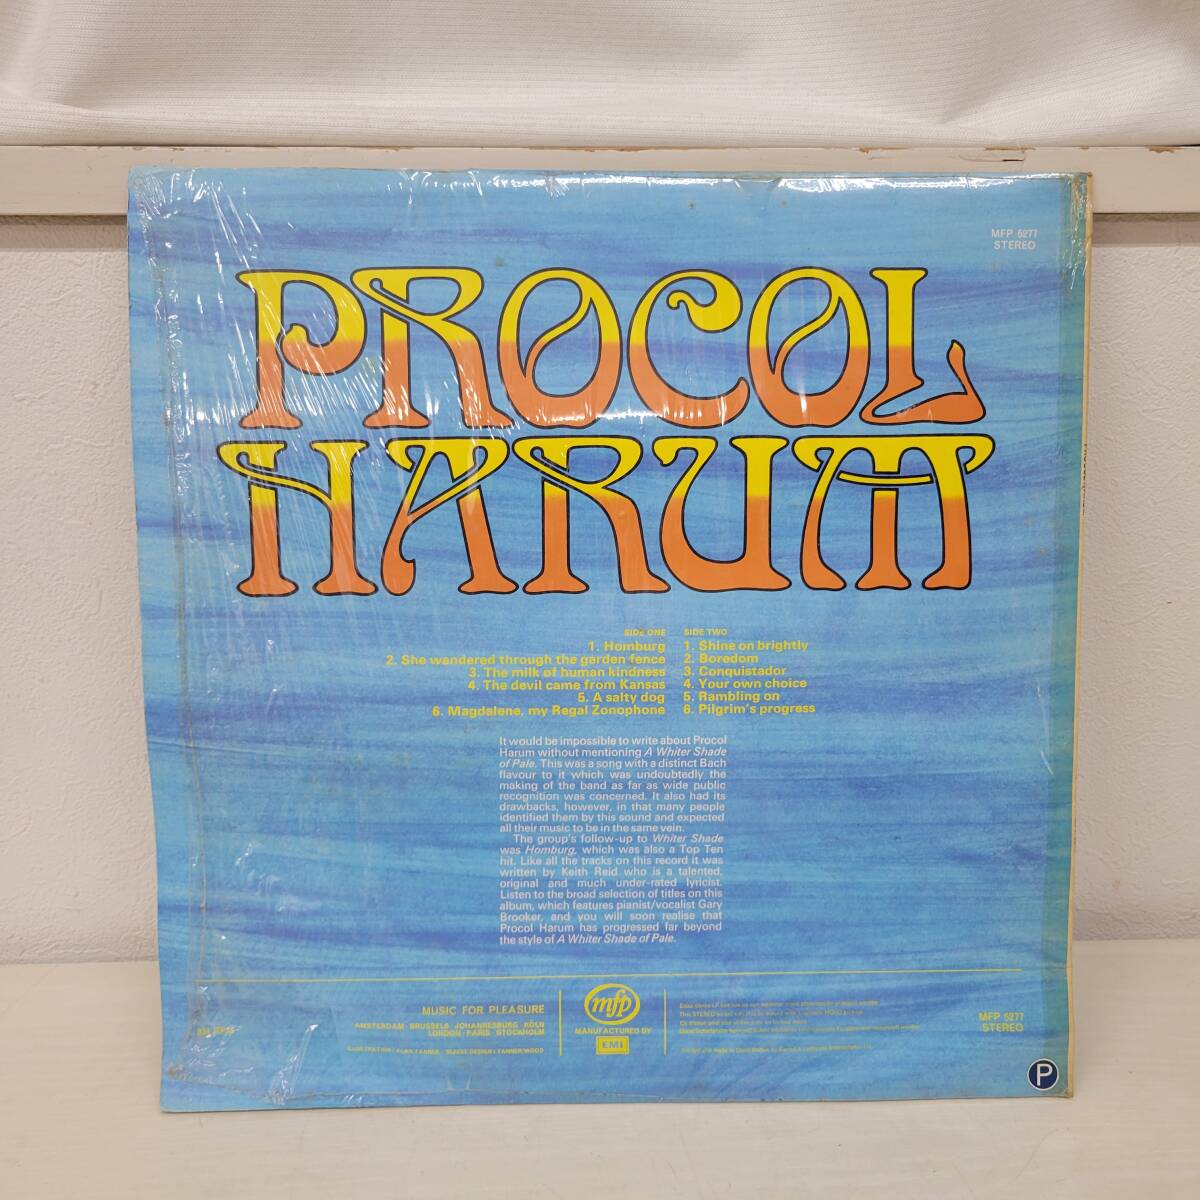 MFP 5277
STEREO
PROCOL
HARUM
SIDE ONE
1. Homburg
2. She wandered through the garden fence
3. The milk of human kindness
4. The devil came from Kansas
5. A salty dog
6. Magdalene, my Regal Zonophone
SIDE TWO
1. Shine on brightly
2. Boredom
3. Conquistador
4. Your own choice
5. Rambling on
6. Pilgrim's progress
It would be impossible to write about Procol
Harum without mentioning A Whiter Shade
of Pale. This was a song with a distinct Bach
flavour to it which was undoubtedly the
making of the band as far as wide public
recognition was concerned. It also had its
drawbacks, however, in that many people
identified them by this sound and expected
all their music to be in the same vein.
The group's follow-up to Whiter Shade
was Homburg, which was also a Top Ten
hit. Like all the tracks on this record it was
written by Keith Reid who is a talented,
original and much under-rated lyricist.
Listen to the broad selection of titles on this
album, which features pianist/vocalist Gary
Brooker, and you will soon realise that
Procol Harum has progressed far beyond
the style of A Whiter Shade of Pale.
MUSIC FOR PLEASURE
AMSTERDAM · BRUSSELS · JOHANNESBURG · KÖLN
LONDON · PARIS · STOCKHOLM
SLEEVE DESIGN: TANNER/WOOD
mfp
MANUFACTURED BY
EMI
MFP 5277
STEREO
P